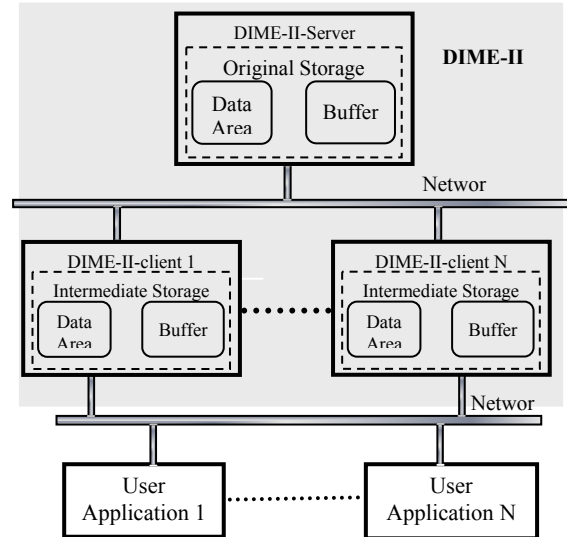 DIME-II-Server
DIME-II
Original Storage
Data
Area
Buffer
Networ
DIME-II-client 1
DIME-II-client N
Intermediate Storage
Intermediate Storage
Data
Area
Buffer
Data
Area
Buffer
Networ
User
Application 1
User
Application N